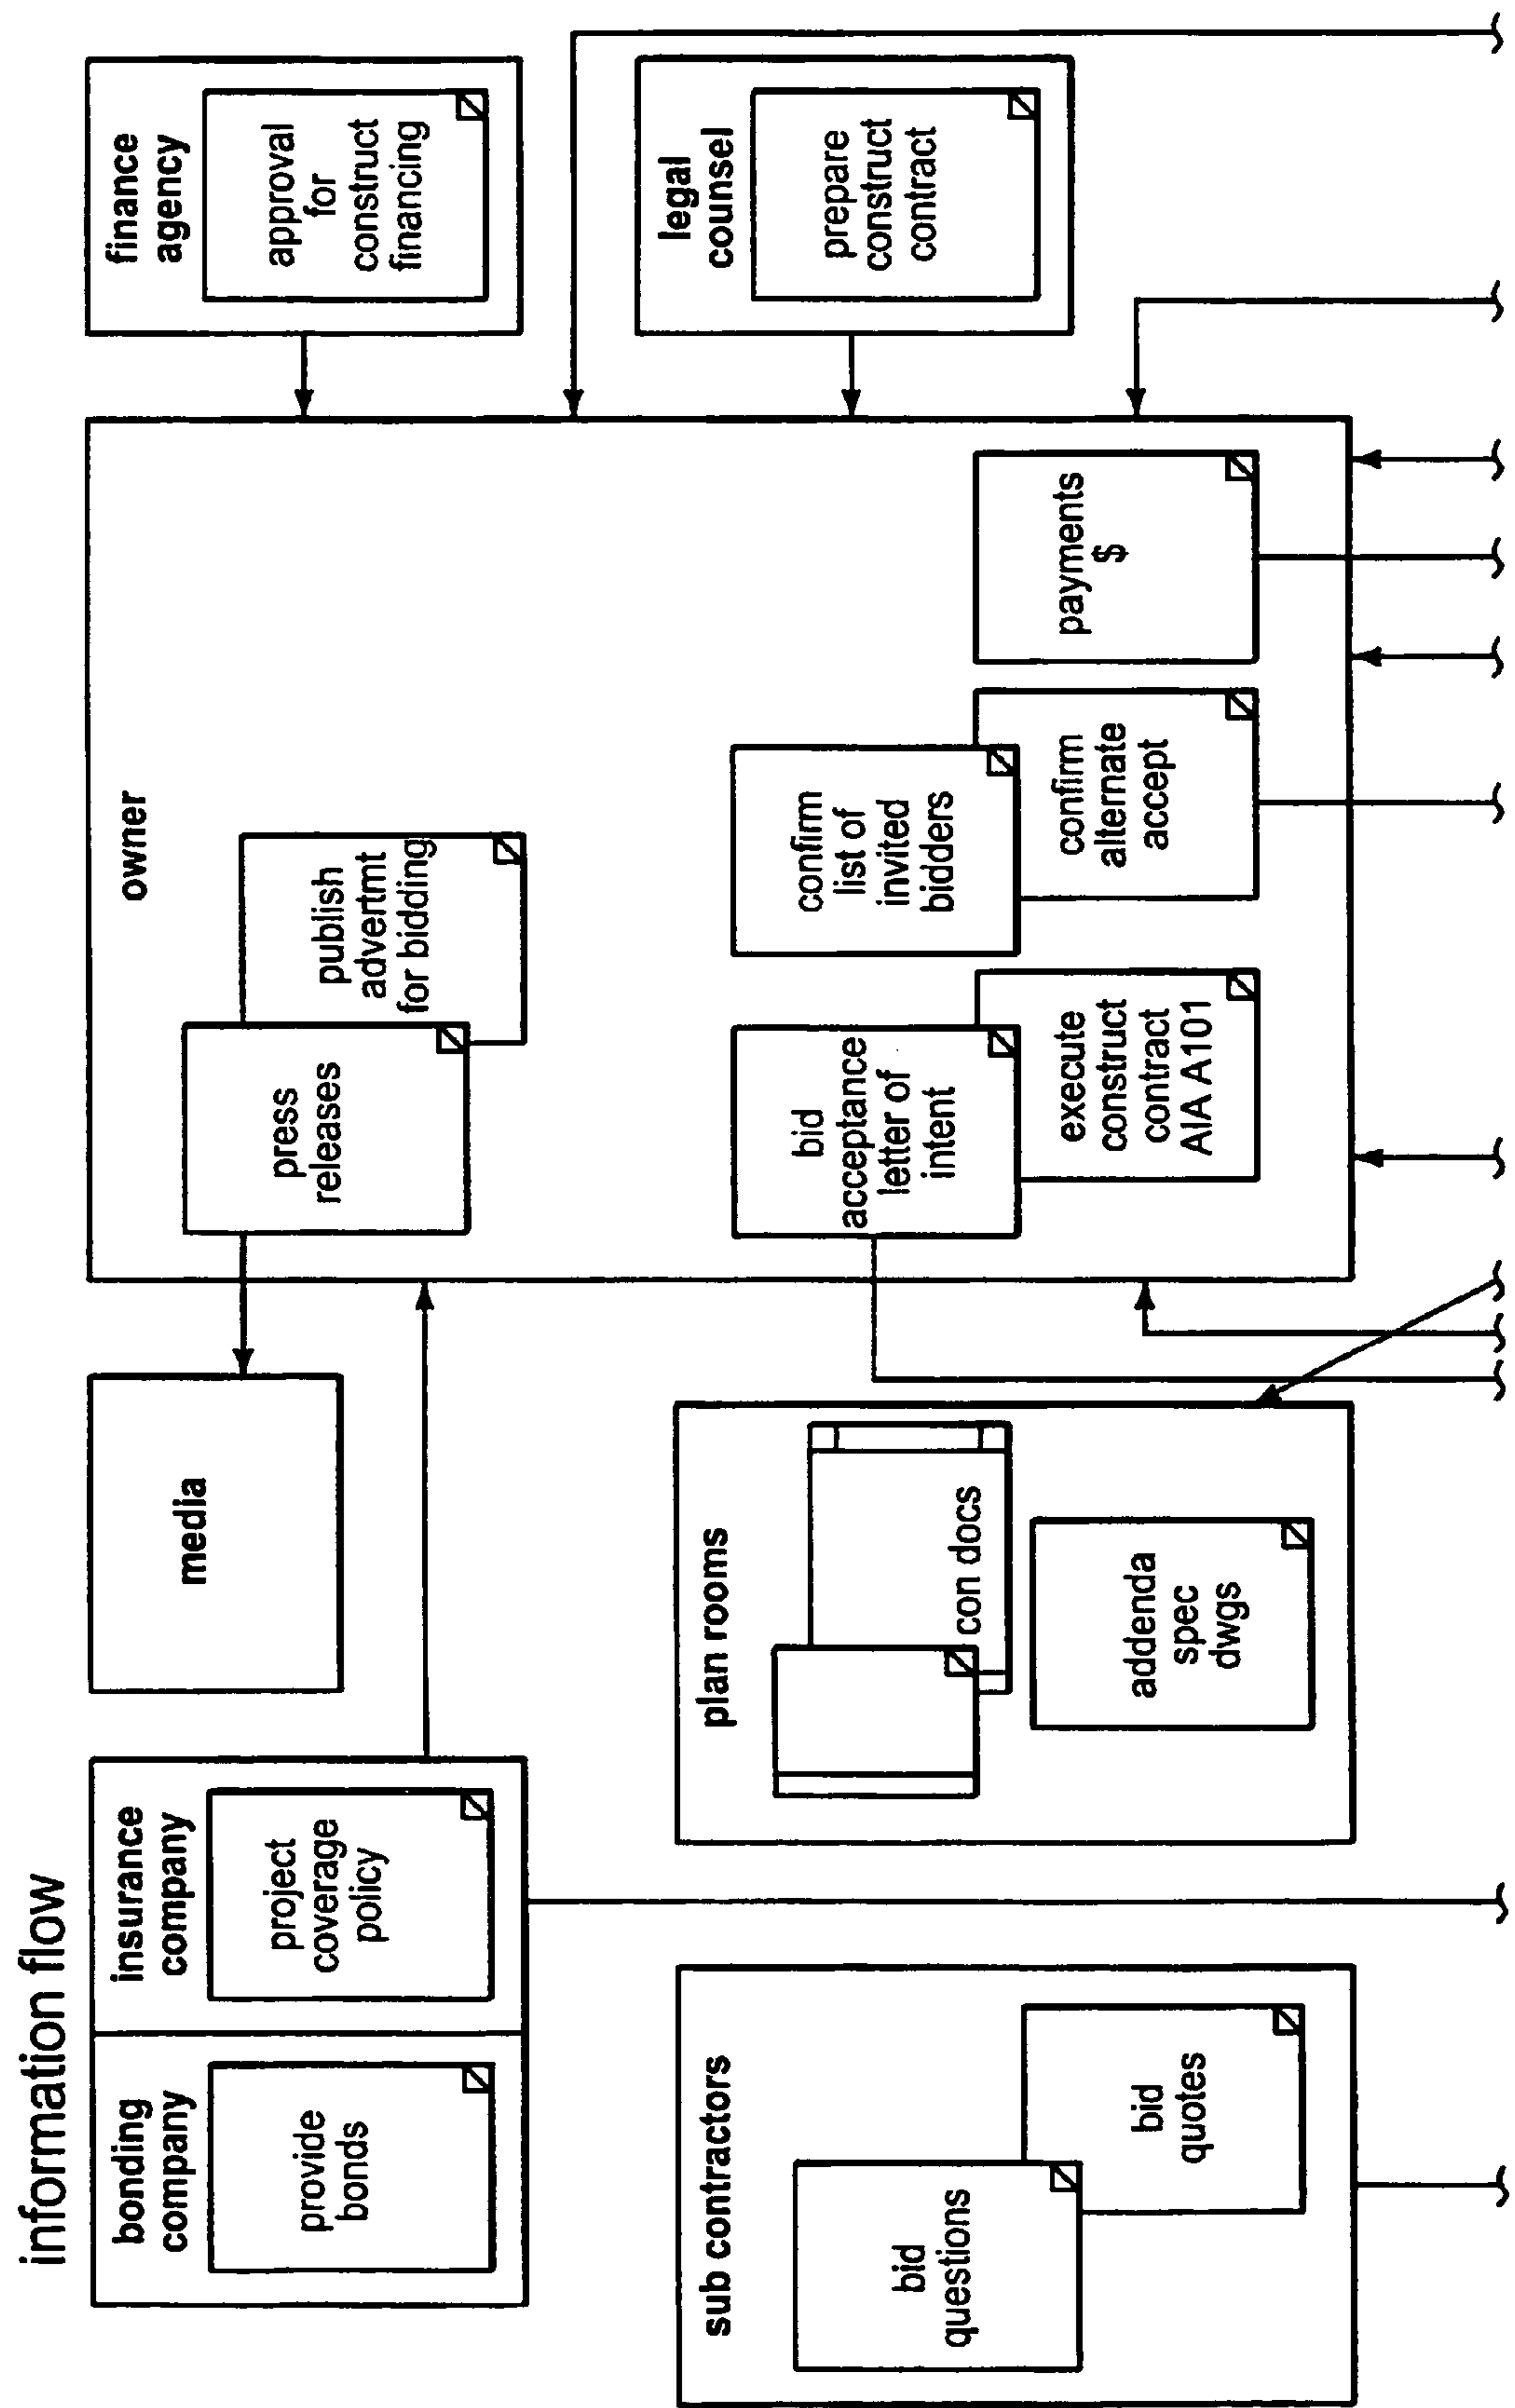 information flow
bonding
company
provide
bonds
insurance
company
project
coverage
policy
media
owner
press
releases
publish
advertmt
for bidding
finance
agency
approval
for
construct
financing
sub contractors
bid
questions
bid
quotes
plan rooms
con docs
addenda
spec
dwgs
bid
acceptance
letter of
intent
execute
construct
contract
AIA A101
confirm
list of
invited
bidders
confirm
alternate
accept
payments
$
legal
counsel
prepare
construct
contract